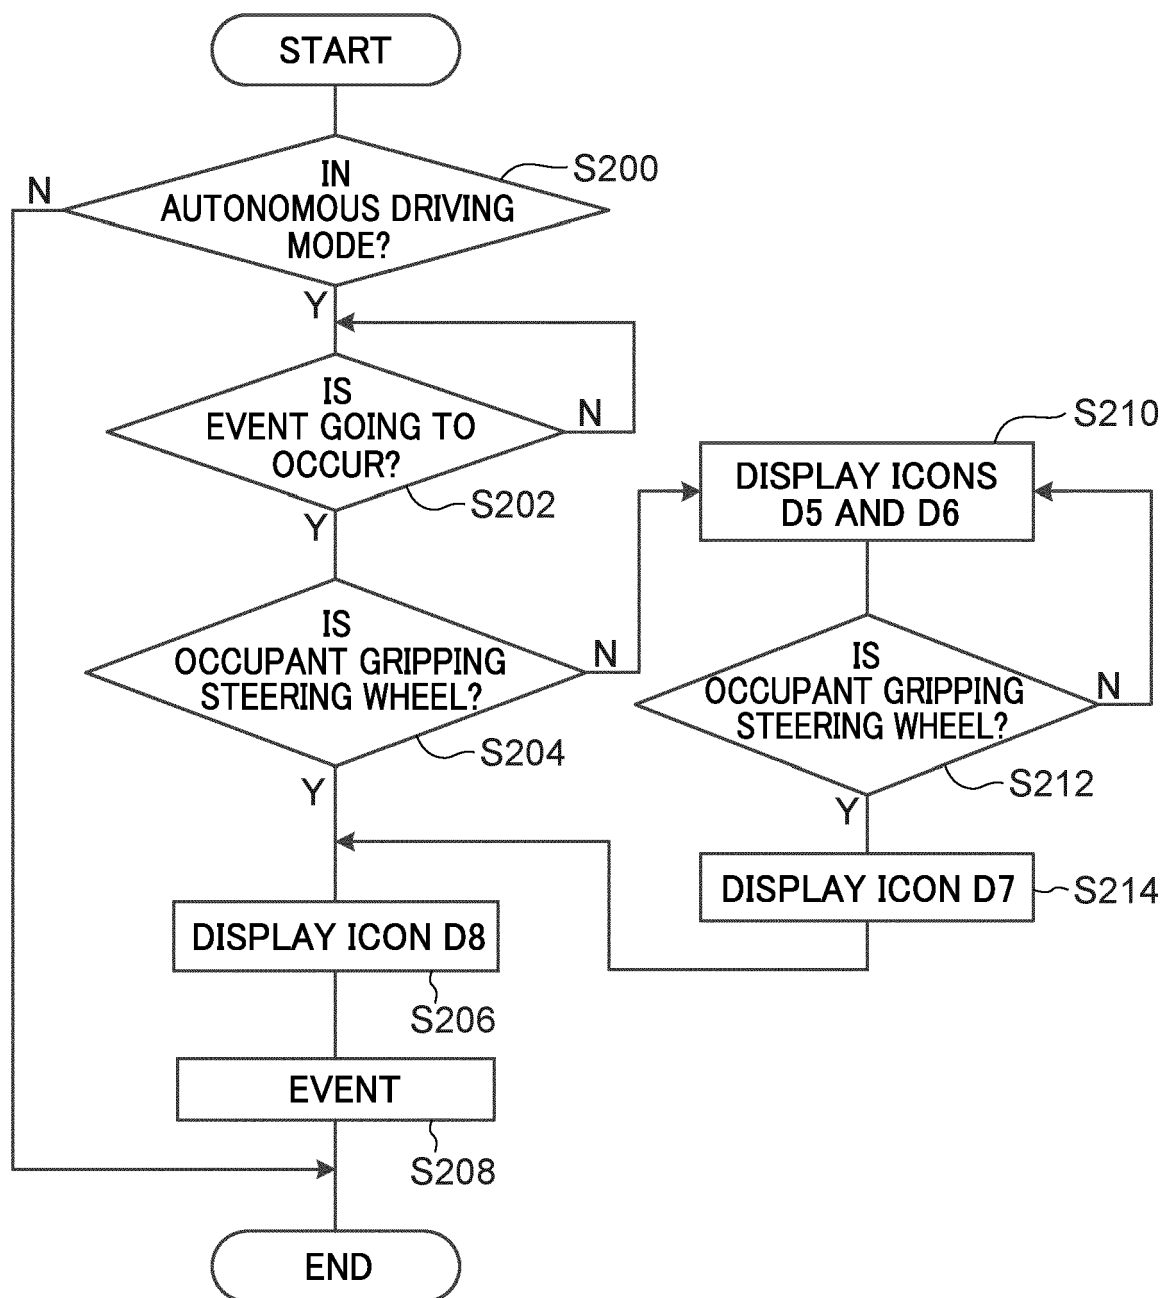 START
S200
N
IN
AUTONOMOUS DRIVING
MODE?
Y
IS
EVENT GOING TO
OCCUR?
N
S202
Y
S210
DISPLAY ICONS
D5 AND D6
IS
OCCUPANT GRIPPING
STEERING WHEEL?
N
S204
Y
IS
OCCUPANT GRIPPING
STEERING WHEEL?
N
S212
Y
DISPLAY ICON D7
S214
DISPLAY ICON D8
S206
EVENT
S208
END